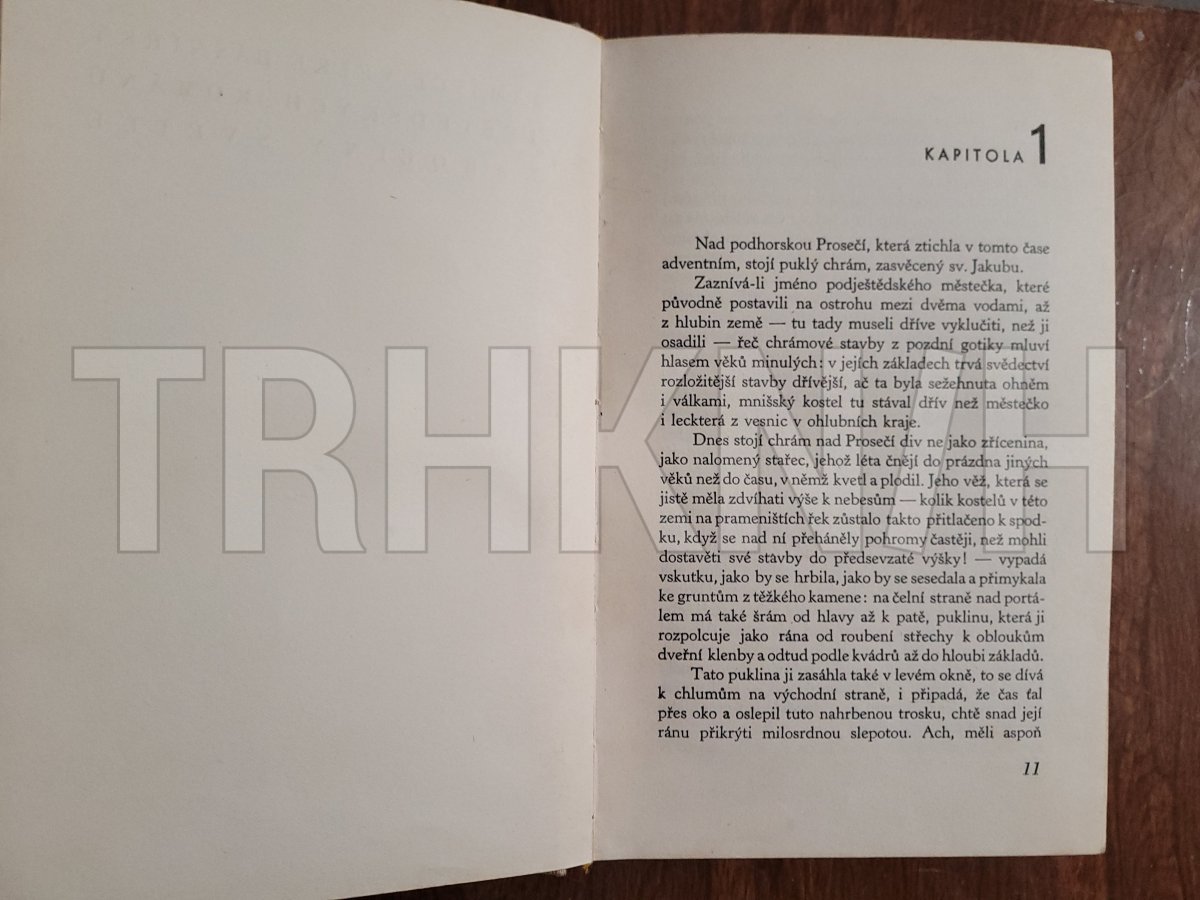 KAPITOLA 1
Nad podhorskou Prosečí, která ztichla v tomto čase
adventním, stojí puklý chrám, zasvěcený sv. Jakubu.
Zaznívá-li jméno podještědského městečka, které
původně postavili na ostrohu mezi dvěma vodami, až
z hlubin země — tu tady museli dříve vyklučiti, než ji
osadili — řeč chrámové stavby z pozdní gotiky mluví
hlasem věků minulých: v jejích základech trvá svědectví
rozložitější stavby dřívější, ač ta byla sežehnuta ohněm
i válkami, mnišský kostel tu stával dřív než městečko
i leckterá z vesnic v ohlubních kraje.
Dnes stojí chrám nad Prosečí div ne jako zřícenina,
jako nalomený stařec, jehož léta čnějí do prázdna jiných
věků než do času, v němž kvetl a plodil. Jeho věž, která se
jistě měla zdvíhati výše k nebesům — kolik kostelů v této
zemi na prameništích řek zůstalo takto přitlačeno k spod-
ku, když se nad ní přeháněly pohromy častěji, než mohli
dostavěti své stavby do předsevzaté výšky! — vypadá
vskutku, jako by se hrbila, jako by se sesedala a přimykala
ke gruntům z těžkého kamene: na čelní straně nad portá-
lem má také šrám od hlavy až k patě, puklinu, která ji
rozpolcuje jako rána od roubení střechy k obloukům
dveřní klenby a odtud podle kvádrů až do hloubi základů.
Tato puklina ji zasáhla také v levém okně, to se dívá
k chlumům na východní straně, i připadá, že čas ťal
přes oko a oslepil tuto nahrbenou trosku, chtě snad její
ránu přikrýti milosrdnou slepotou. Ach, měli aspoň
11
TRHKNIH